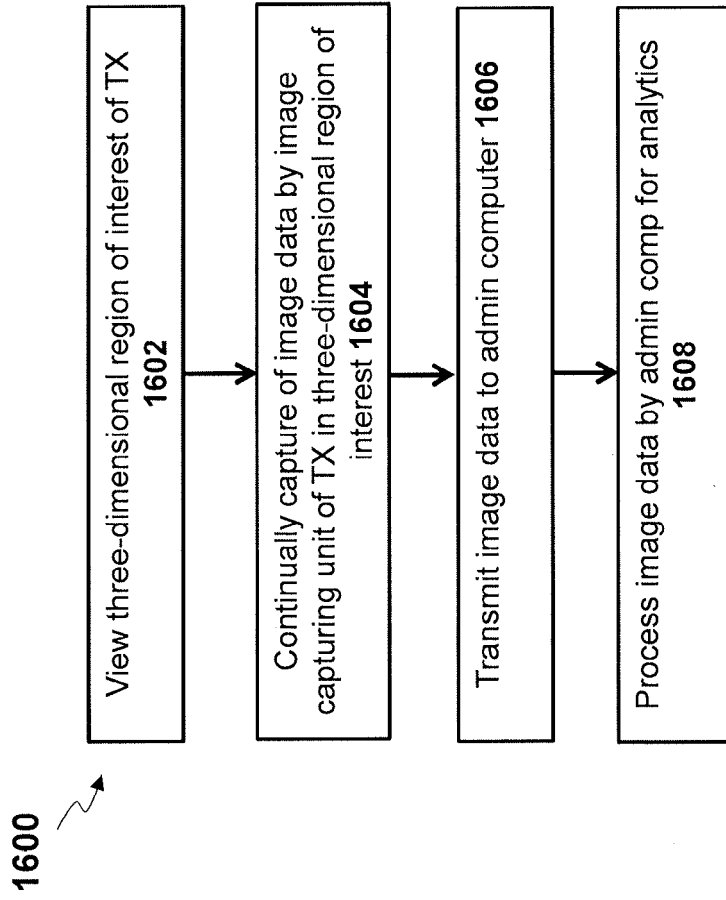 1600
View three-dimensional region of interest of TX
1602
Continually capture of image data by image
capturing unit of TX in three-dimensional region of
interest 1604
Transmit image data to admin computer 1606
Process image data by admin comp for analytics
1608